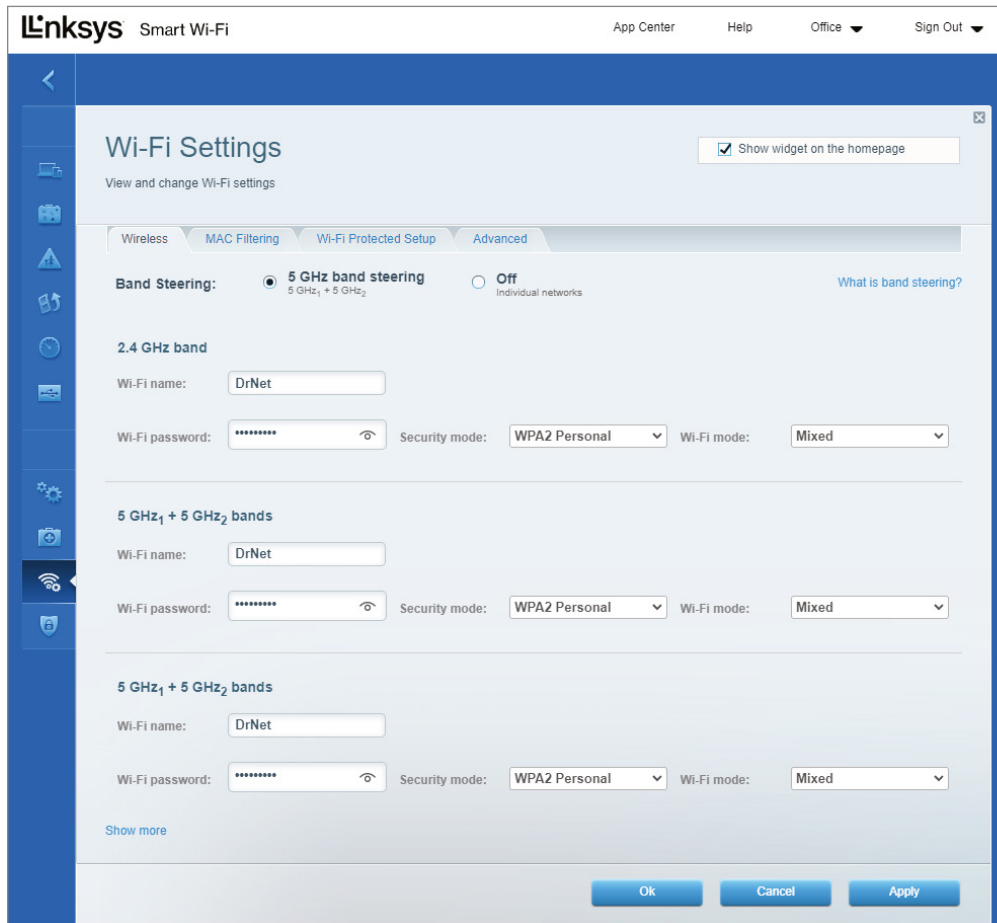 Linksys Smart Wi-Fi App Center Help Office Sign Out
Wi-Fi Settings
Show widget on the homepage
View and change Wi-Fi settings
Wireless MAC Filtering Wi-Fi Protected Setup Advanced
Band Steering: 5 GHz band steering Off What is band steering?
5 GHz₁ + 5 GHz₂ Individual networks
2.4 GHz band
Wi-Fi name: DrNet
Wi-Fi password: ••••••••• Security mode: WPA2 Personal Wi-Fi mode: Mixed
5 GHz₁ + 5 GHz₂ bands
Wi-Fi name: DrNet
Wi-Fi password: ••••••••• Security mode: WPA2 Personal Wi-Fi mode: Mixed
5 GHz₁ + 5 GHz₂ bands
Wi-Fi name: DrNet
Wi-Fi password: ••••••••• Security mode: WPA2 Personal Wi-Fi mode: Mixed
Show more
Ok Cancel Apply